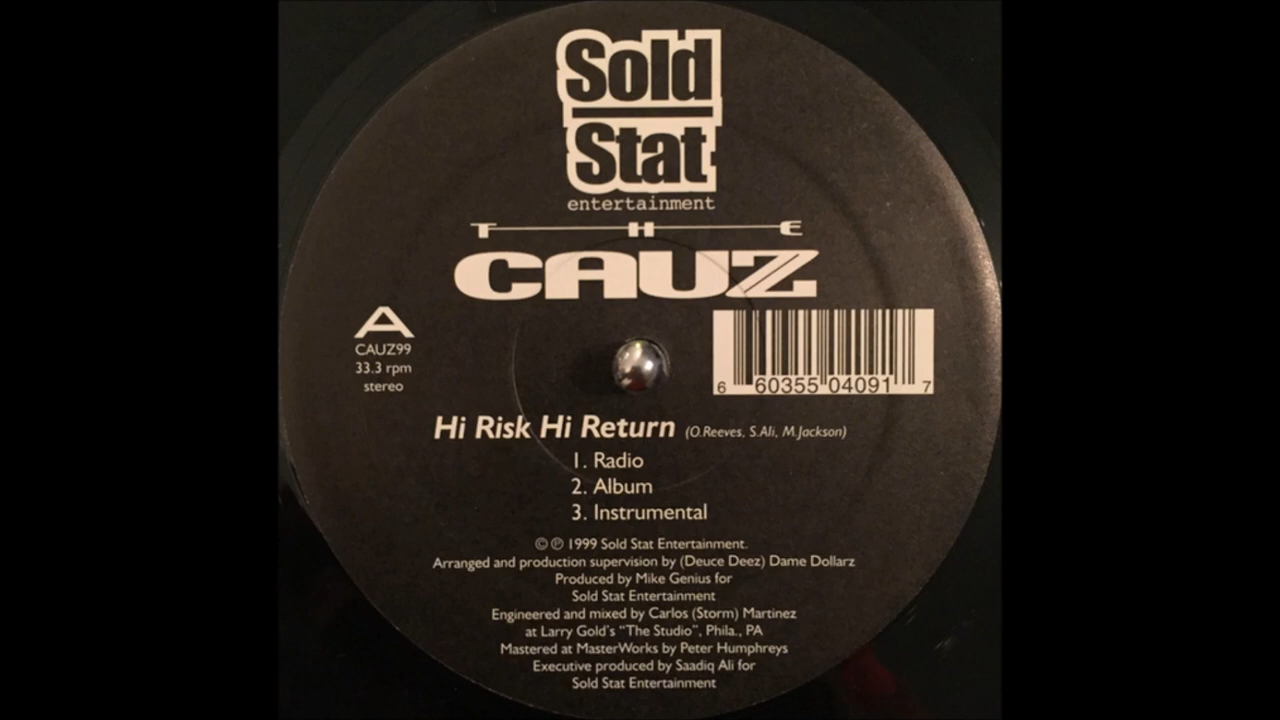 Sold
Stat
entertainment
THE
CAUZ
A
CAUZ99
33.3 rpm
stereo
6 60355 04091 7
Hi Risk Hi Return (O.Reeves, S.Ali, M.Jackson)
1. Radio
2. Album
3. Instrumental
© ℗ 1999 Sold Stat Entertainment.
Arranged and production supervision by (Deuce Deez) Dame Dollarz
Produced by Mike Genius for
Sold Stat Entertainment
Engineered and mixed by Carlos (Storm) Martinez
at Larry Gold's "The Studio", Phila., PA
Mastered at MasterWorks by Peter Humphreys
Executive produced by Saadiq Ali for
Sold Stat Entertainment